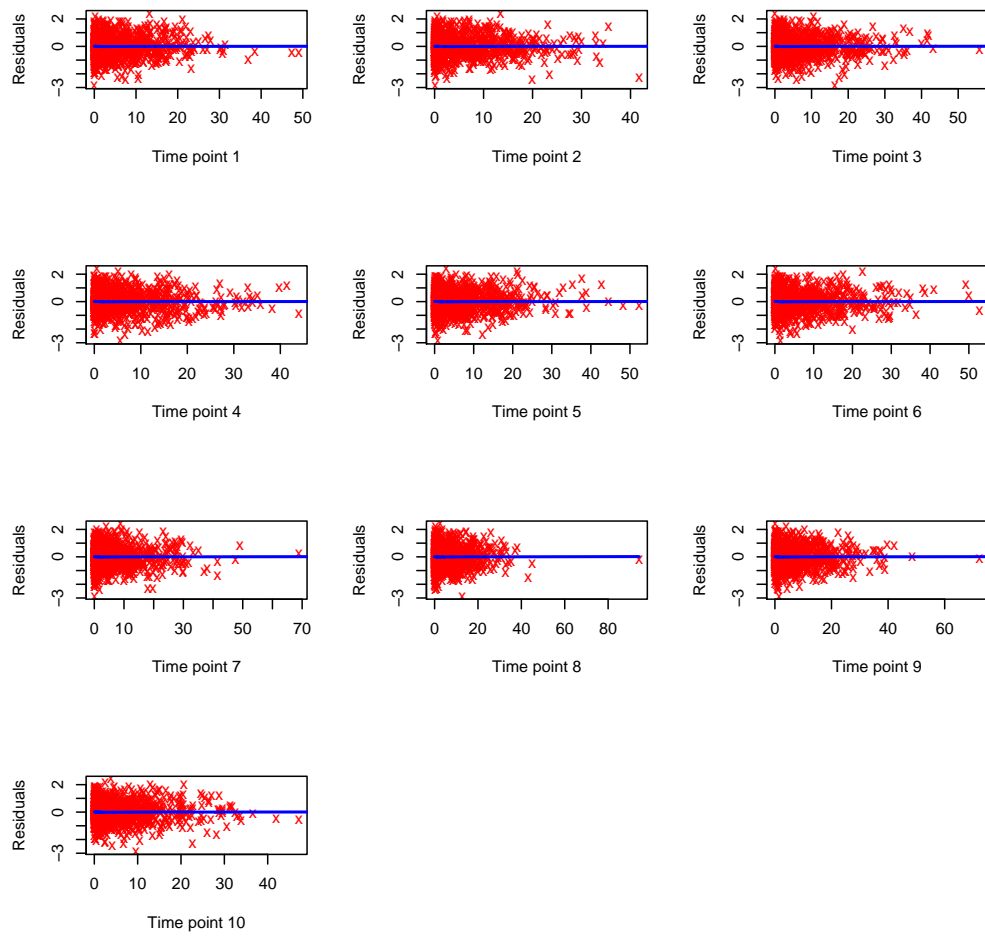 Residuals
2
0
−3
0 10 20 30 40 50
Time point 1
Residuals
2
0
−3
0 10 20 30 40
Time point 2
Residuals
2
0
−3
0 10 20 30 40 50
Time point 3
Residuals
2
0
−3
0 10 20 30 40
Time point 4
Residuals
2
0
−3
0 10 20 30 40 50
Time point 5
Residuals
2
0
−3
0 10 20 30 40 50
Time point 6
Residuals
2
0
−3
0 10 30 50 70
Time point 7
Residuals
2
0
−3
0 20 40 60 80
Time point 8
Residuals
2
0
−3
0 20 40 60
Time point 9
Residuals
2
0
−3
0 10 20 30 40
Time point 10